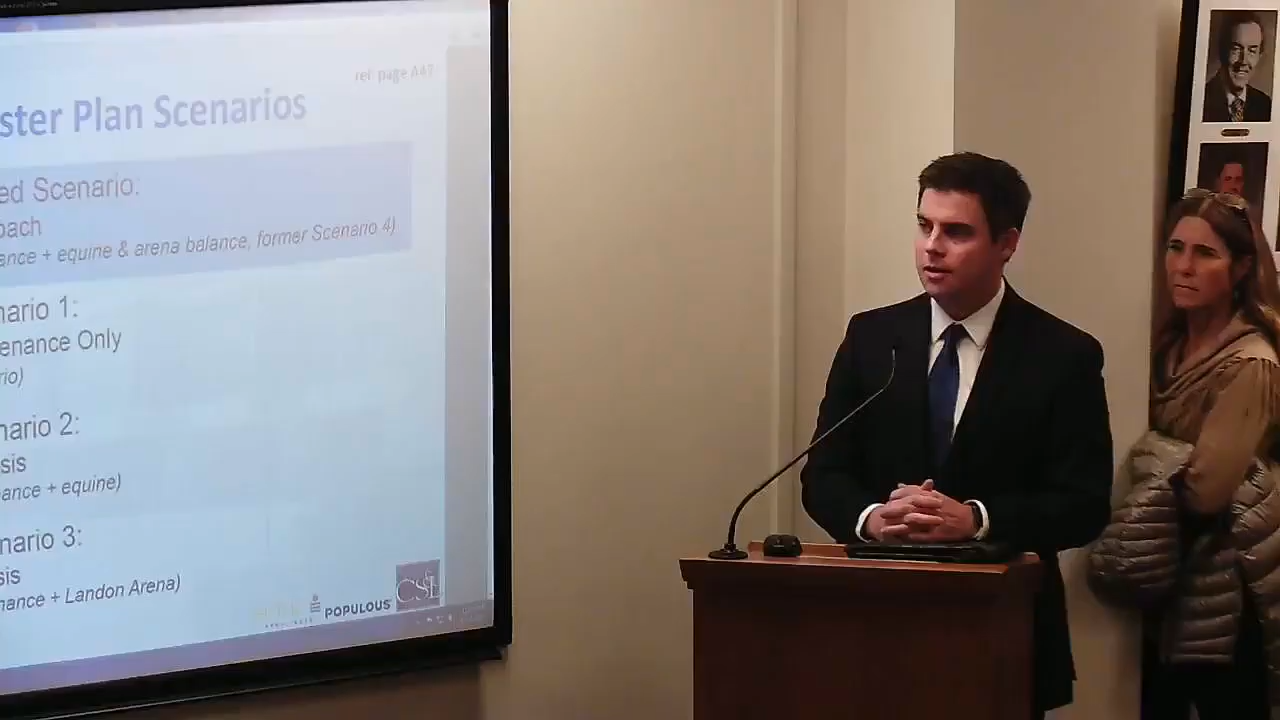 ref: page A47
ster Plan Scenarios
ed Scenario:
oach
ance + equine & arena balance, former Scenario 4)
nario 1:
enance Only
rio)
nario 2:
sis
ance + equine)
nario 3:
sis
nance + Landon Arena)
POPULOUS
CSL